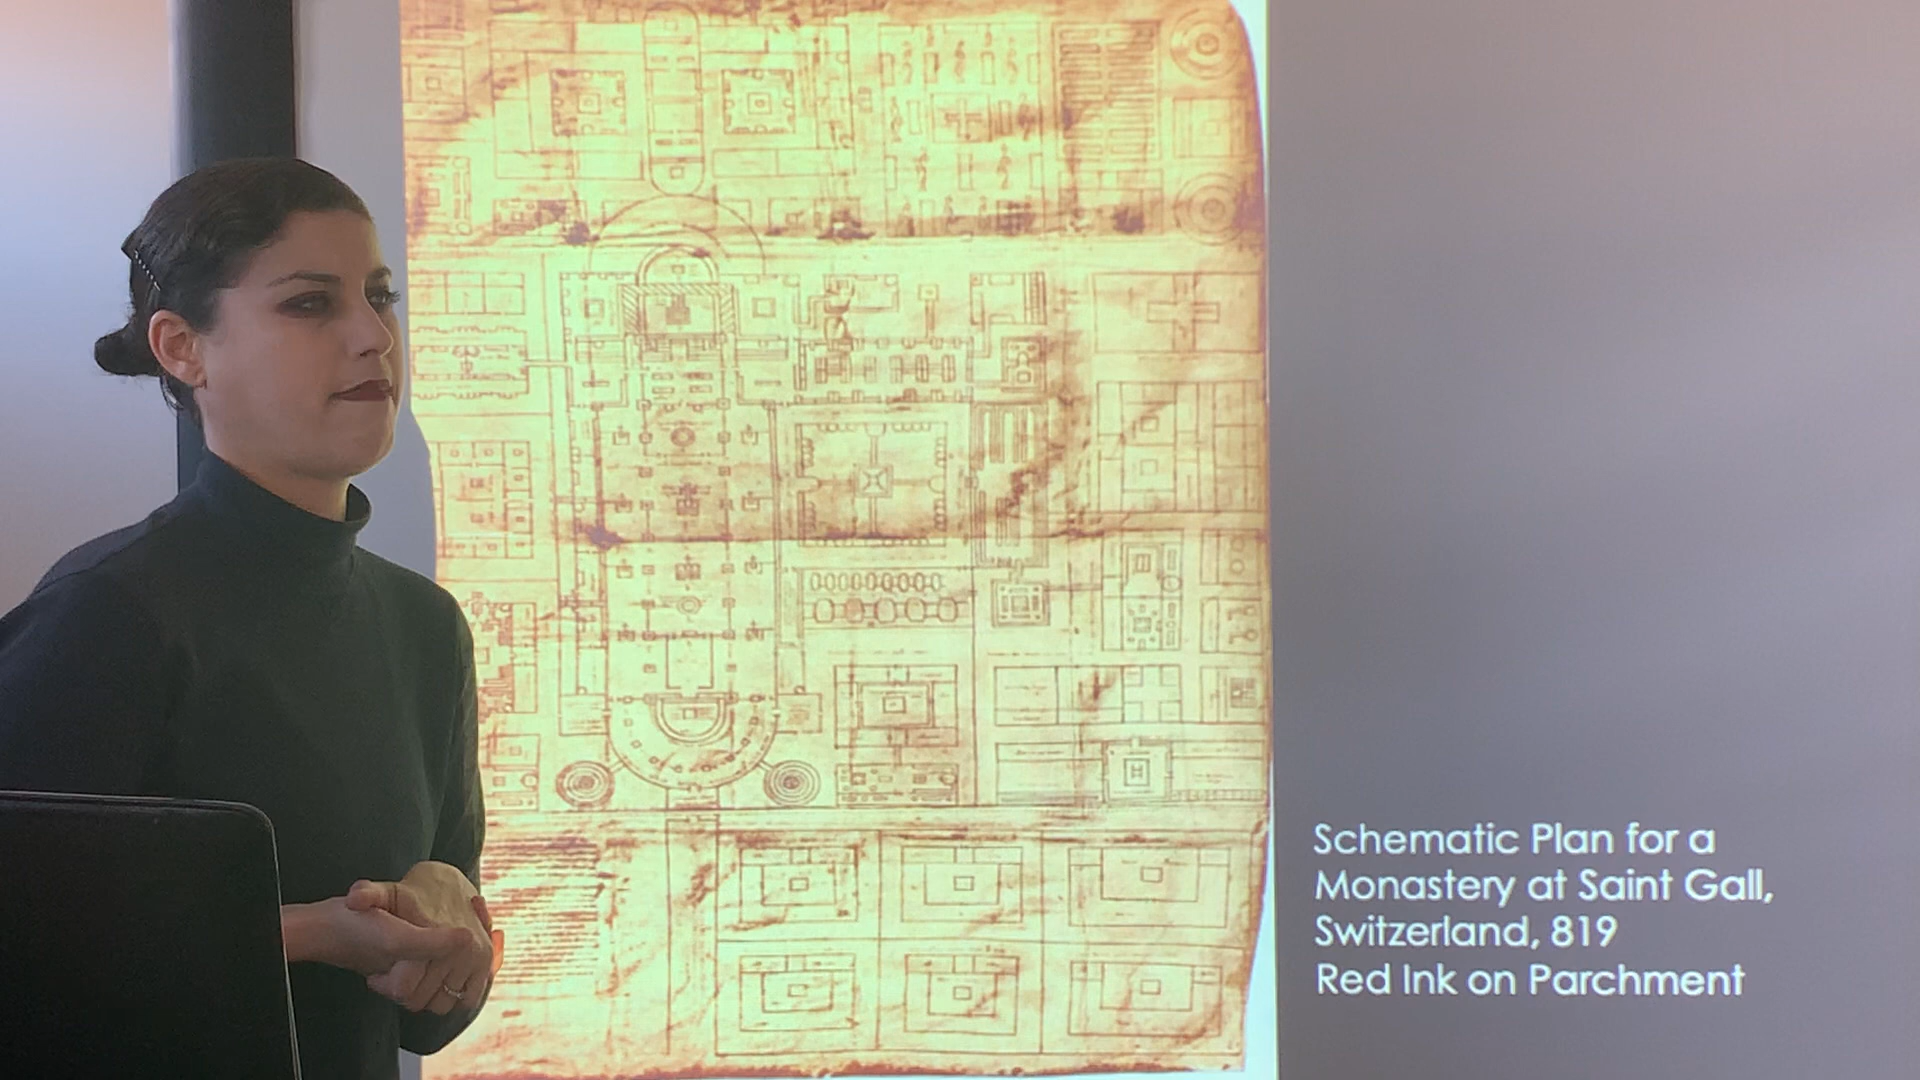 Schematic Plan for a
Monastery at Saint Gall,
Switzerland, 819
Red Ink on Parchment